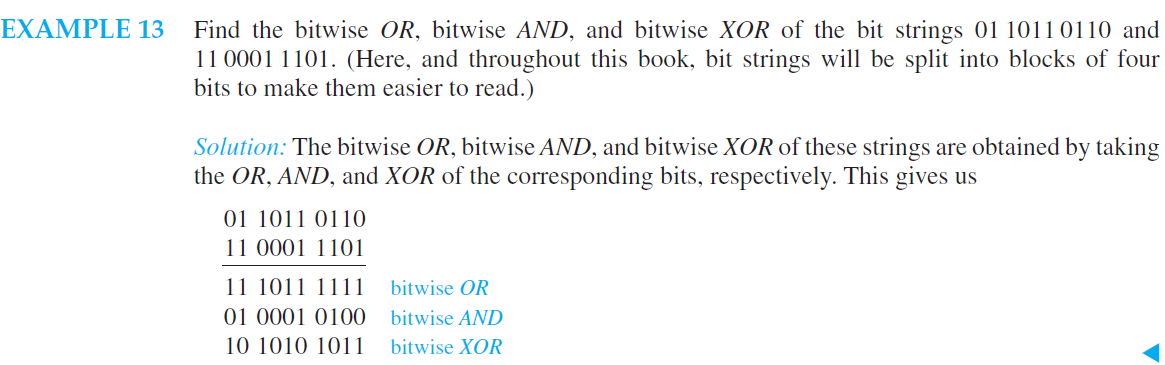 EXAMPLE 13 Find the bitwise OR, bitwise AND, and bitwise XOR of the bit strings 01 1011 0110 and
11 0001 1101. (Here, and throughout this book, bit strings will be split into blocks of four
bits to make them easier to read.)
Solution: The bitwise OR, bitwise AND, and bitwise XOR of these strings are obtained by taking
the OR, AND, and XOR of the corresponding bits, respectively. This gives us
01 1011 0110
11 0001 1101
11 1011 1111 bitwise OR
01 0001 0100 bitwise AND
10 1010 1011 bitwise XOR